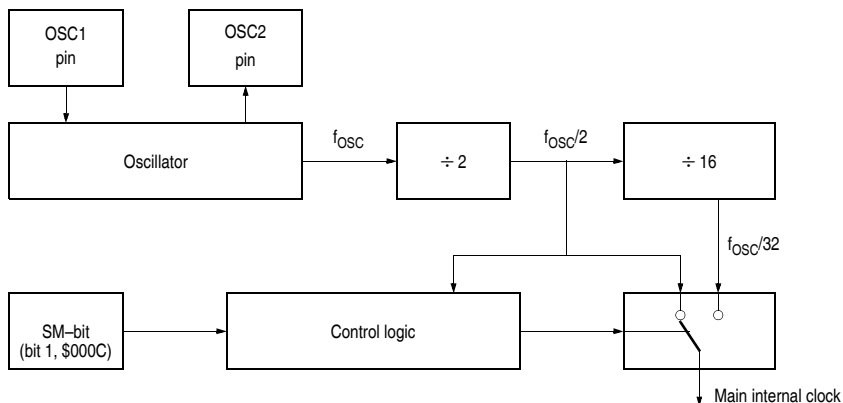 OSC1
pin
OSC2
pin
Oscillator
fOSC
÷ 2
fOSC/2
÷ 16
fOSC/32
SM–bit
(bit 1, $000C)
Control logic
Main internal clock